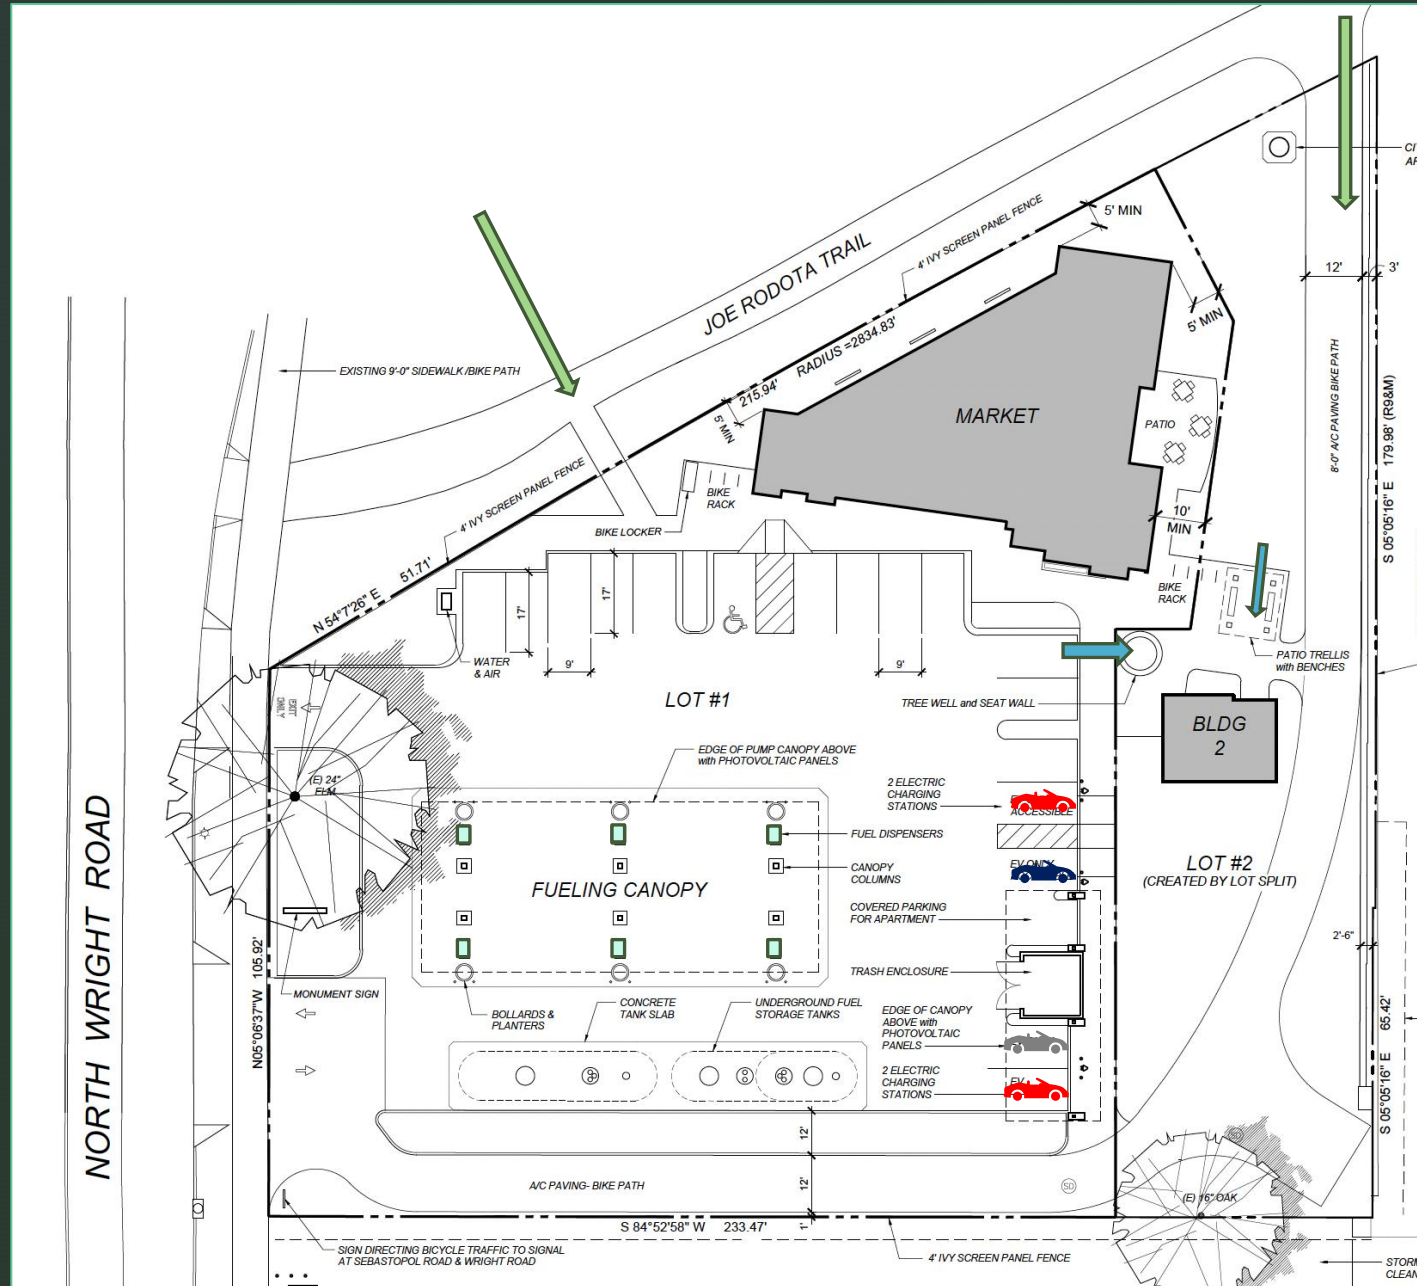 CI
AF
5' MIN
4' IVY SCREEN PANEL FENCE
JOE RODOTA TRAIL
12'
3'
5' MIN
RADIUS =2834.83'
215.94'
5' MIN
EXISTING 9'-0" SIDEWALK /BIKE PATH
MARKET
PATIO
8'-0" A/C PAVING BIKE PATH
S 05°05'16" E 179.98' (R9&M)
4' IVY SCREEN PANEL FENCE
BIKE
RACK
BIKE LOCKER
10'
MIN
N 54°7'26" E 51.71'
17'
17'
BIKE
RACK
9'
9'
WATER
& AIR
PATIO TRELLIS
with BENCHES
LOT #1
TREE WELL and SEAT WALL
EXIT
ONLY
BLDG
2
EDGE OF PUMP CANOPY ABOVE
with PHOTOVOLTAIC PANELS
(E) 24"
ELM
2 ELECTRIC
CHARGING
STATIONS
ACCESSIBLE
FUEL DISPENSERS
FUELING CANOPY
CANOPY
COLUMNS
EV ONLY
LOT #2
(CREATED BY LOT SPLIT)
COVERED PARKING
FOR APARTMENT
NORTH WRIGHT ROAD
N05°06'37"W 105.92'
2'-6"
MONUMENT SIGN
TRASH ENCLOSURE
BOLLARDS &
PLANTERS
CONCRETE
TANK SLAB
UNDERGROUND FUEL
STORAGE TANKS
EDGE OF CANOPY
ABOVE with
PHOTOVOLTAIC
PANELS
S 05°05'16" E 65.42'
2 ELECTRIC
CHARGING
STATIONS
EV
12'
12'
1'
A/C PAVING- BIKE PATH
SD
SD
(E) 16" OAK
S 84°52'58" W 233.47'
SIGN DIRECTING BICYCLE TRAFFIC TO SIGNAL
AT SEBASTOPOL ROAD & WRIGHT ROAD
4' IVY SCREEN PANEL FENCE
STORM
CLEAN